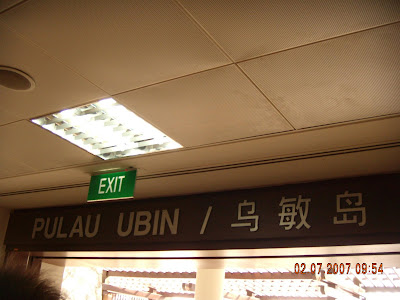 EXIT
PULAU UBIN / 乌敏岛
02.07.2007 09:54